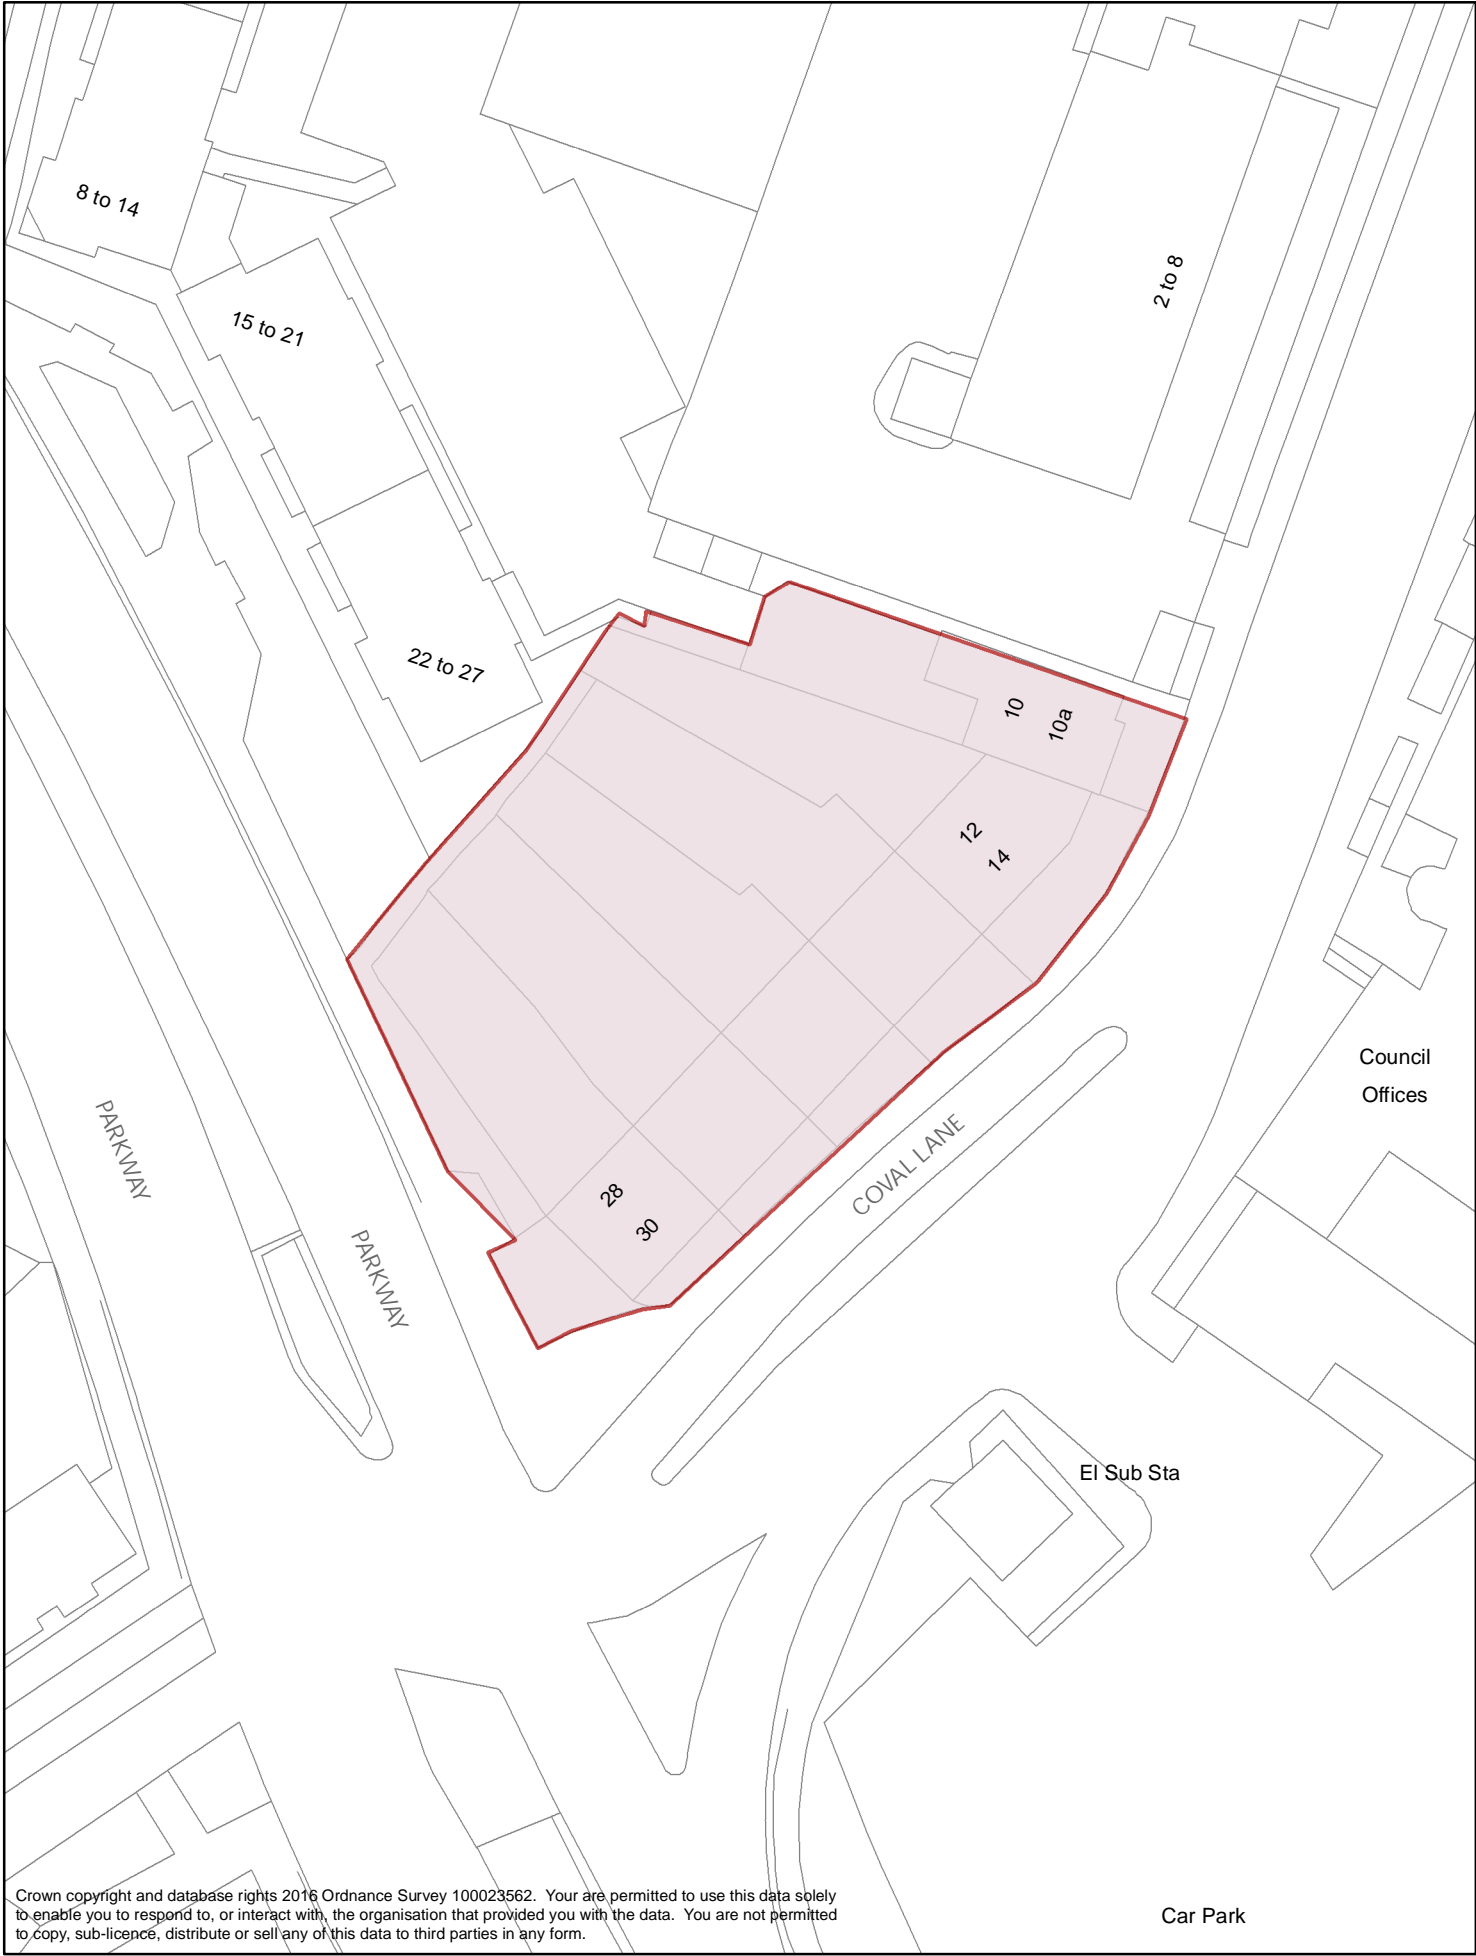 8 to 14
2 to 8
15 to 21
22 to 27
10
10a
12
14
Council
Offices
PARKWAY
COVAL LANE
28
30
PARKWAY
El Sub Sta
Crown copyright and database rights 2016 Ordnance Survey 100023562.  Your are permitted to use this data solely
to enable you to respond to, or interact with, the organisation that provided you with the data.  You are not permitted
to copy, sub-licence, distribute or sell any of this data to third parties in any form.
Car Park